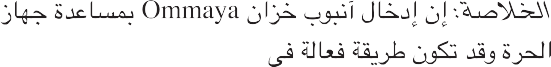 الخلاصة: إن إدخال أنبوب خزان Ommaya بمساعدة جهاز
الحرة وقد تكون طريقة فعالة فى